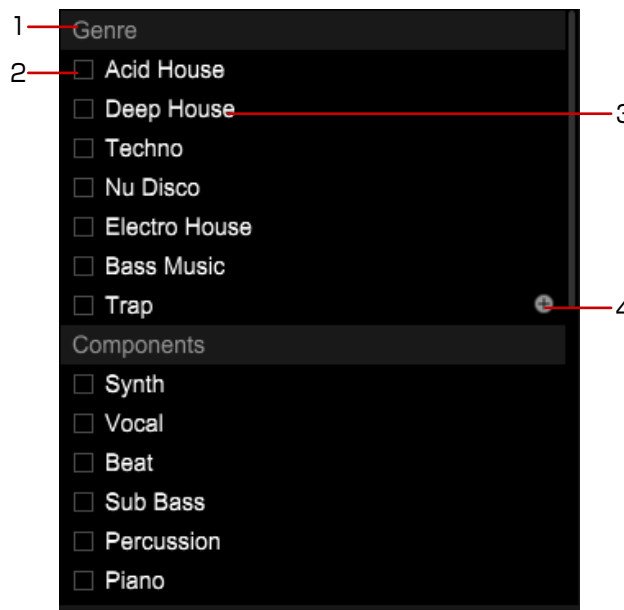 1 Genre
2 Acid House
Deep House 3
Techno
Nu Disco
Electro House
Bass Music
Trap 4
Components
Synth
Vocal
Beat
Sub Bass
Percussion
Piano